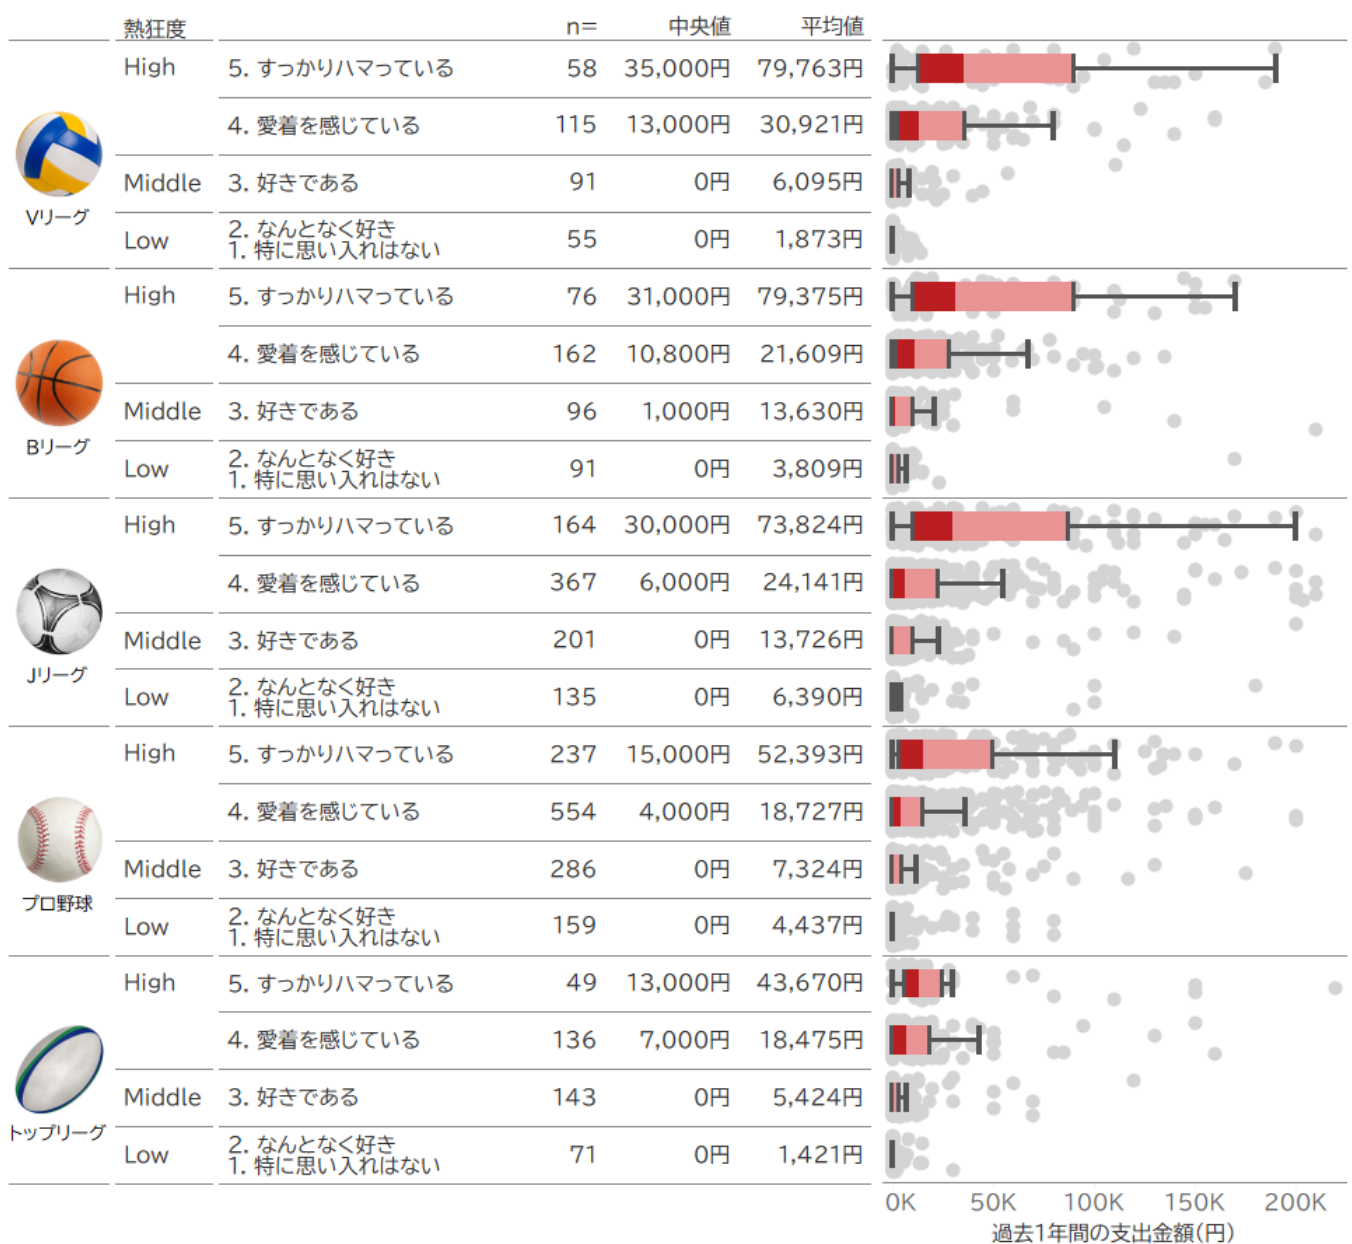 熱狂度 n= 中央値 平均値
High 5. すっかりハマっている 58 35,000円 79,763円
4. 愛着を感じている 115 13,000円 30,921円
Middle 3. 好きである 91 0円 6,095円
Vリーグ
Low 2. なんとなく好き
1. 特に思い入れはない 55 0円 1,873円
High 5. すっかりハマっている 76 31,000円 79,375円
4. 愛着を感じている 162 10,800円 21,609円
Middle 3. 好きである 96 1,000円 13,630円
Bリーグ
Low 2. なんとなく好き
1. 特に思い入れはない 91 0円 3,809円
High 5. すっかりハマっている 164 30,000円 73,824円
4. 愛着を感じている 367 6,000円 24,141円
Middle 3. 好きである 201 0円 13,726円
Jリーグ
Low 2. なんとなく好き
1. 特に思い入れはない 135 0円 6,390円
High 5. すっかりハマっている 237 15,000円 52,393円
4. 愛着を感じている 554 4,000円 18,727円
Middle 3. 好きである 286 0円 7,324円
プロ野球
Low 2. なんとなく好き
1. 特に思い入れはない 159 0円 4,437円
High 5. すっかりハマっている 49 13,000円 43,670円
4. 愛着を感じている 136 7,000円 18,475円
Middle 3. 好きである 143 0円 5,424円
トップリーグ
Low 2. なんとなく好き
1. 特に思い入れはない 71 0円 1,421円
0K 50K 100K 150K 200K
過去1年間の支出金額(円)